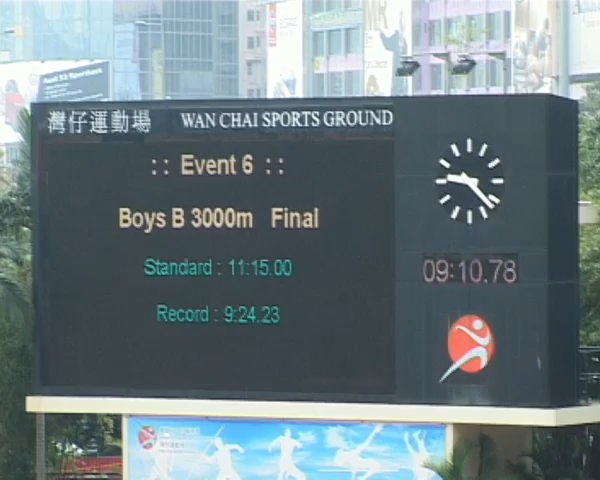 灣仔運動場 WAN CHAI SPORTS GROUND
: : Event 6 : :
Boys B 3000m Final
Standard : 11:15.00
Record : 9:24.23
09:10.78